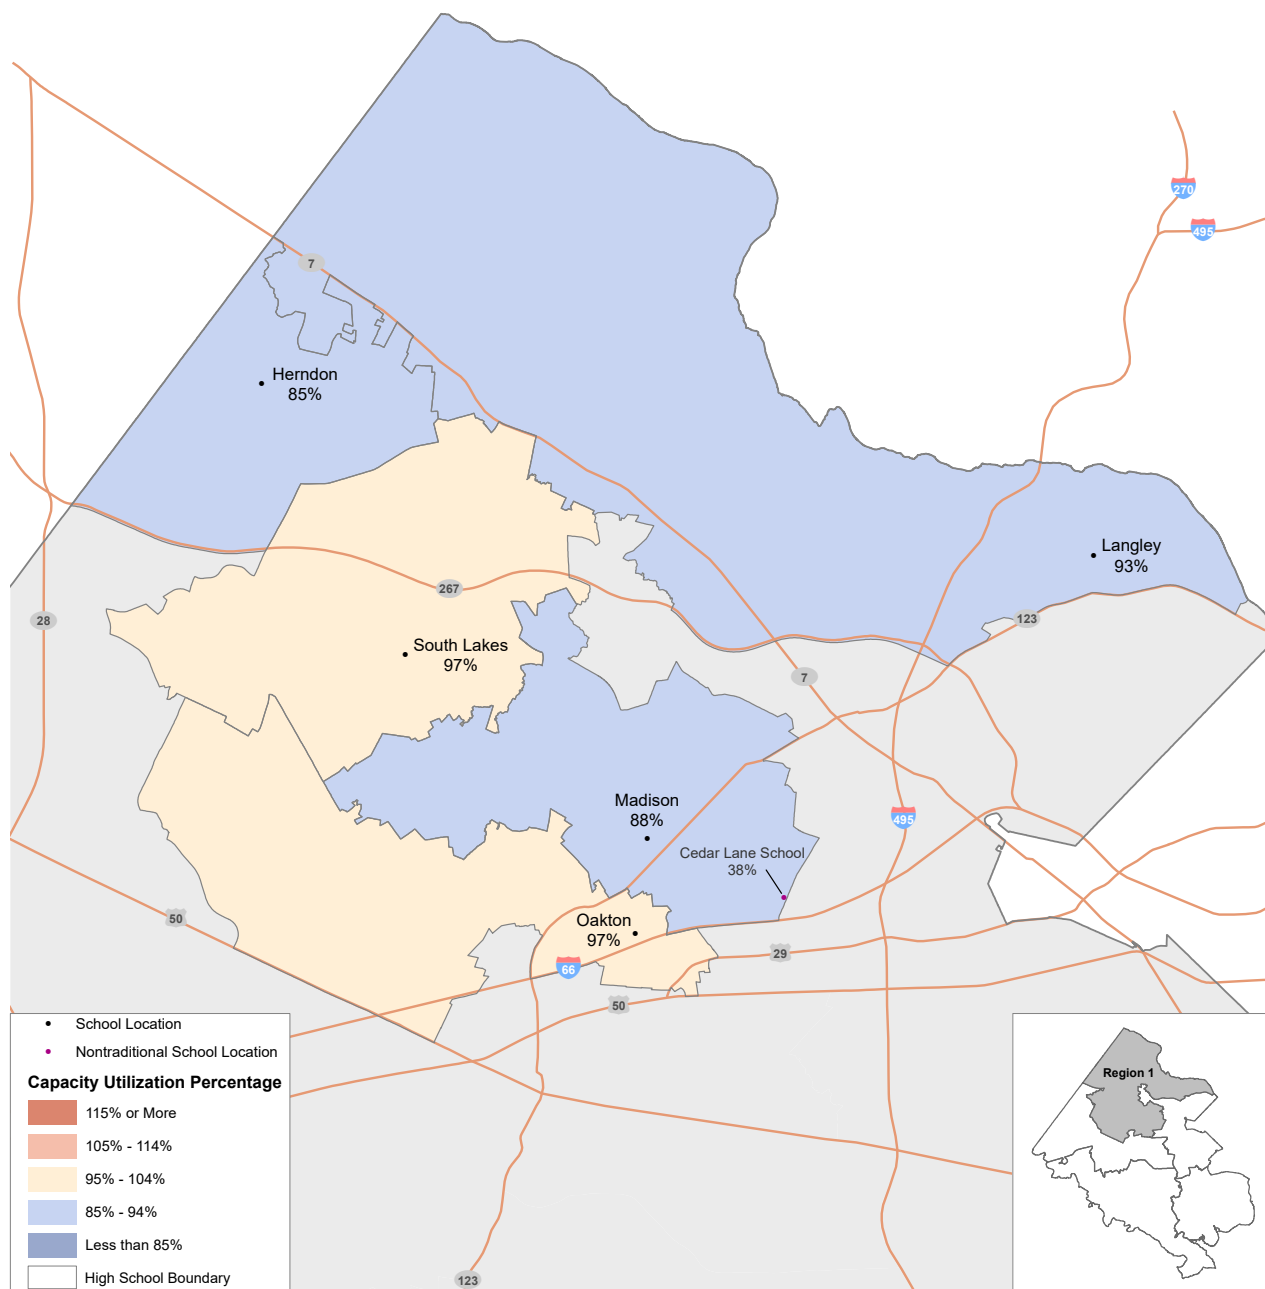 270
495
7
Herndon
85%
Langley
93%
267
123
28
South Lakes
97%
7
Madison
88%
495
Cedar Lane School
38%
50
Oakton
97%
29
66
50
School Location
Nontraditional School Location
Capacity Utilization Percentage
115% or More
105% - 114%
95% - 104%
85% - 94%
Less than 85%
High School Boundary
Region 1
123